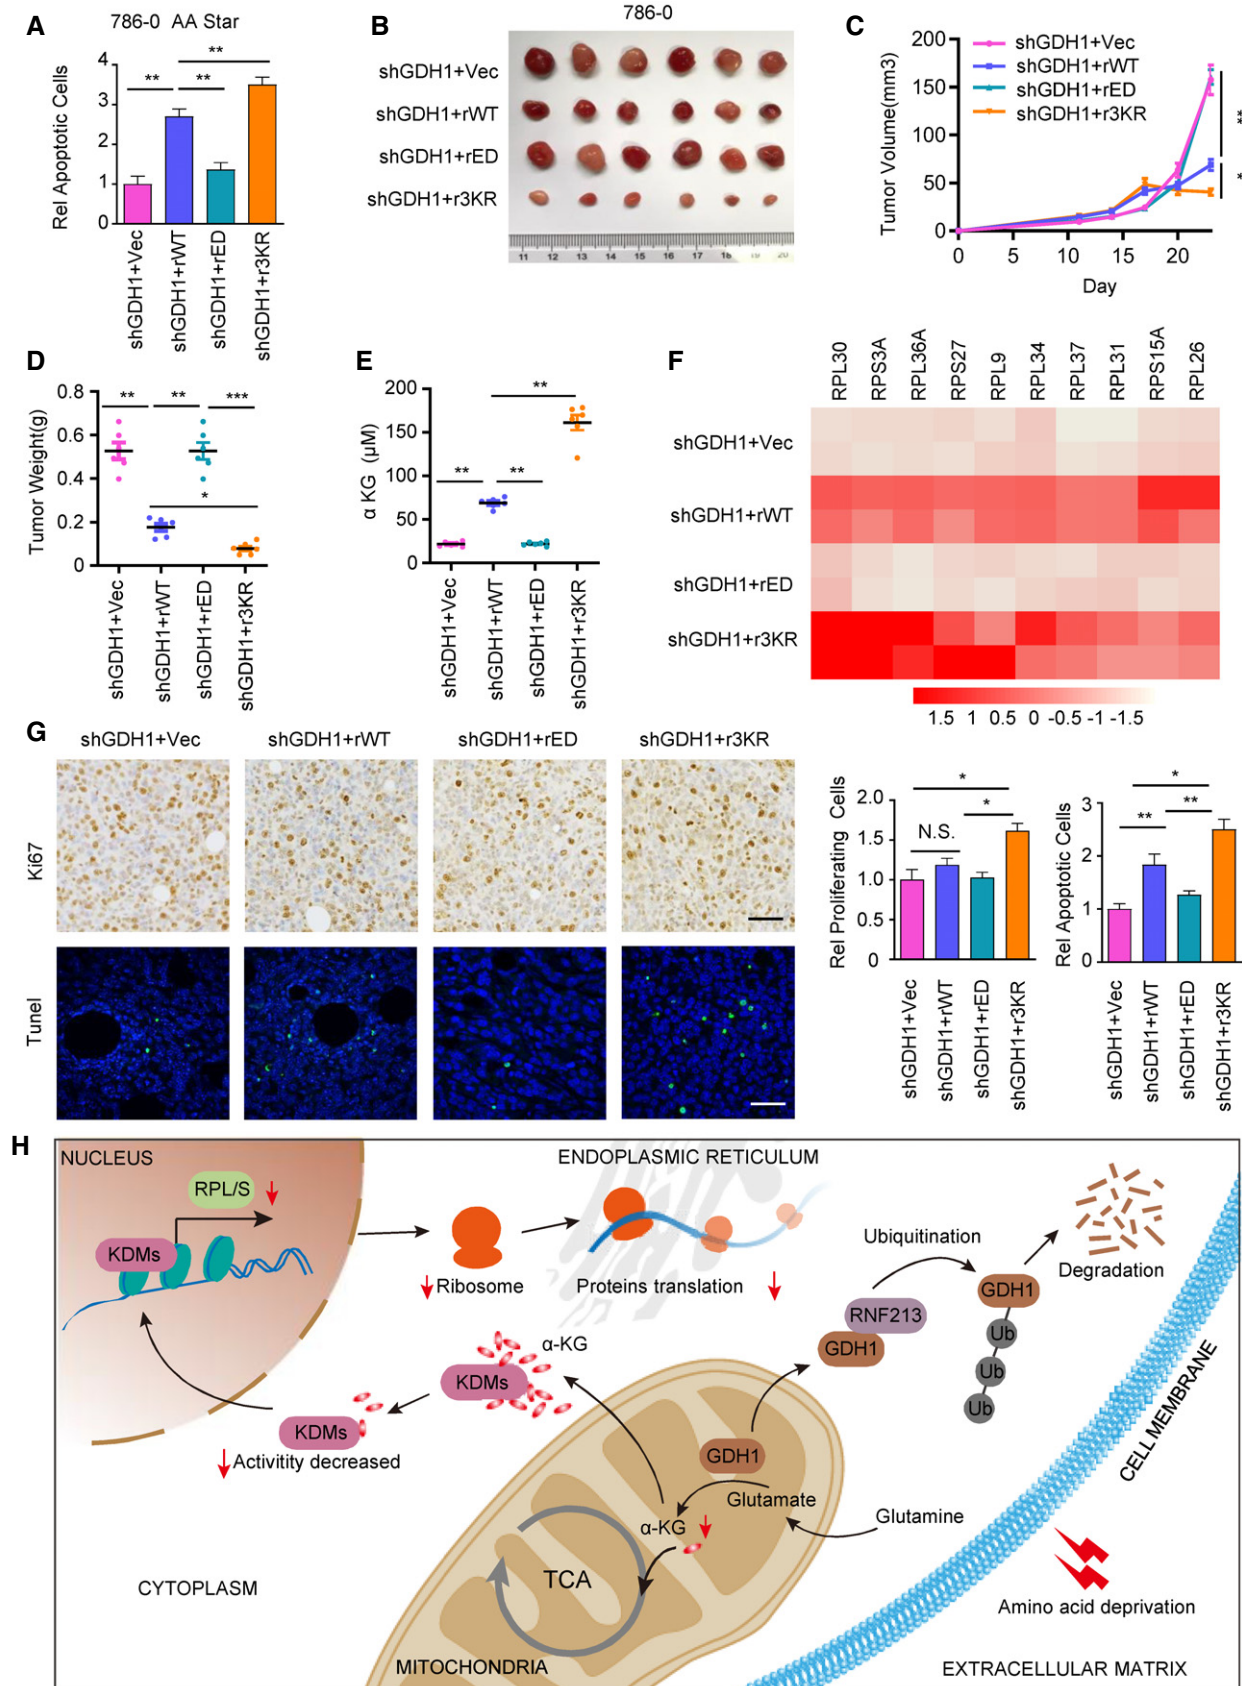 A
786-0 AA Star
Rel Apoptotic Cells
4
3
2
1
0
**
**
**
shGDH1+Vec
shGDH1+rWT
shGDH1+rED
shGDH1+r3KR
B
786-0
shGDH1+Vec
shGDH1+rWT
shGDH1+rED
shGDH1+r3KR
11 12 13 14 15 16 17 18 19 20
C
Tumor Volume(mm3)
200
150
100
50
0
shGDH1+Vec
shGDH1+rWT
shGDH1+rED
shGDH1+r3KR
**
*
0 5 10 15 20
Day
D
Tumor Weight(g)
0.8
0.6
0.4
0.2
0
** ** ***
*
shGDH1+Vec
shGDH1+rWT
shGDH1+rED
shGDH1+r3KR
E
α KG (μM)
200
150
100
50
0
**
** **
shGDH1+Vec
shGDH1+rWT
shGDH1+rED
shGDH1+r3KR
F
RPL30
RPS3A
RPL36A
RPS27
RPL9
RPL34
RPL37
RPL31
RPS15A
RPL26
shGDH1+Vec
shGDH1+rWT
shGDH1+rED
shGDH1+r3KR
1.5 1 0.5 0 -0.5 -1 -1.5
G
shGDH1+Vec shGDH1+rWT shGDH1+rED shGDH1+r3KR
Ki67
Tunel
Rel Proliferating Cells
2.0
1.5
1.0
0.5
0
*
*
N.S.
shGDH1+Vec
shGDH1+rWT
shGDH1+rED
shGDH1+r3KR
Rel Apoptotic Cells
3
2
1
0
*
**
**
shGDH1+Vec
shGDH1+rWT
shGDH1+rED
shGDH1+r3KR
H
NUCLEUS
RPL/S
KDMs
ENDOPLASMIC RETICULUM
Ribosome
Proteins translation
Ubiquitination
Degradation
GDH1
RNF213
GDH1
Ub
Ub
Ub
α-KG
KDMs
KDMs
Activitity decreased
GDH1
Glutamate
α-KG
Glutamine
TCA
CELL MEMBRANE
CYTOPLASM
Amino acid deprivation
MITOCHONDRIA
EXTRACELLULAR MATRIX